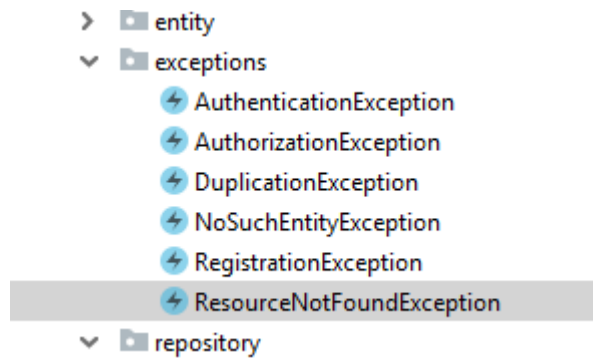 entity
exceptions
AuthenticationException
AuthorizationException
DuplicationException
NoSuchEntityException
RegistrationException
ResourceNotFoundException
repository